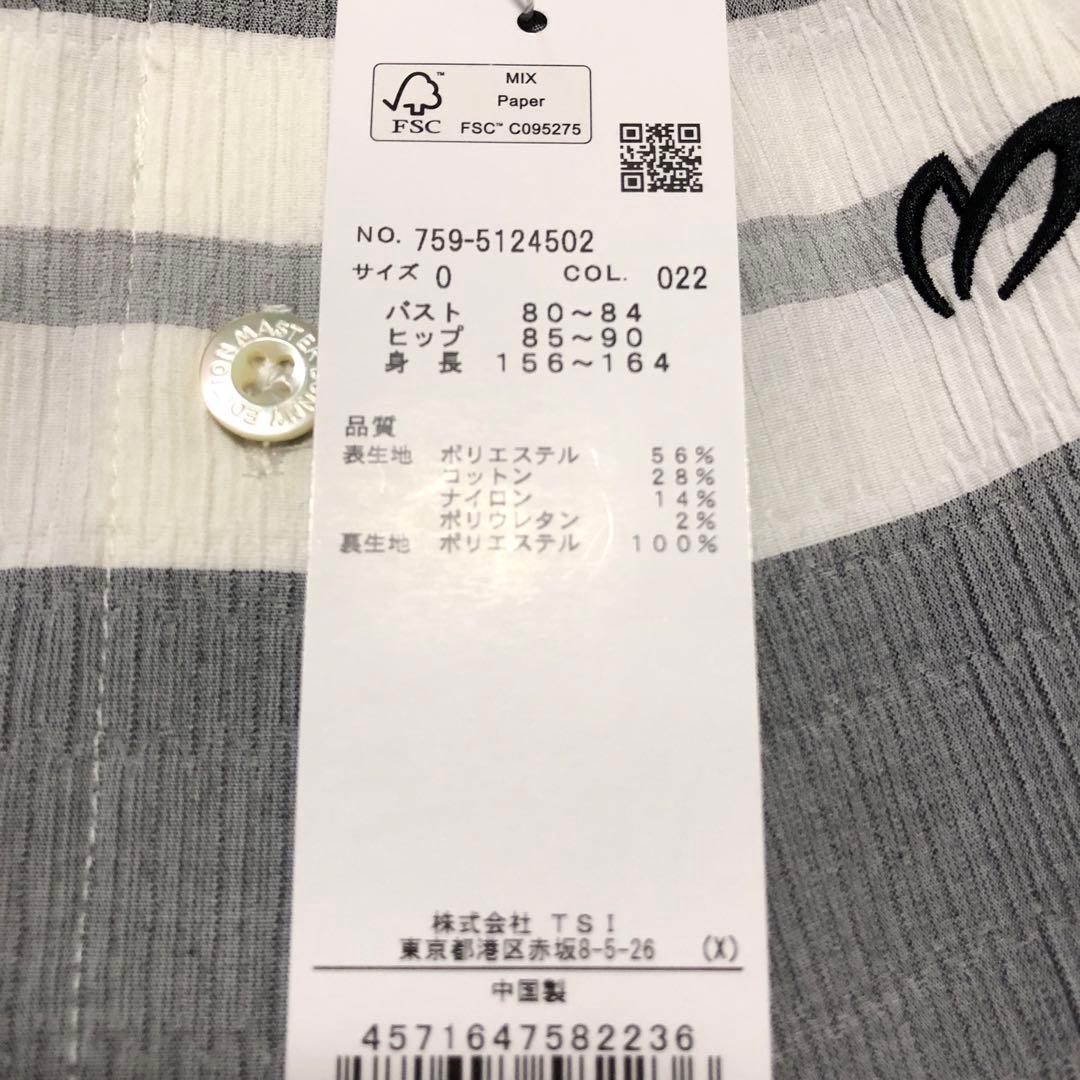 MIX
Paper
FSC™ C095275
FSC
NO. 759-5124502
サイズ 0 COL. 022
バスト 80～84
ヒップ 85～90
身 長 156～164
品質
表生地 ポリエステル 56%
コットン 28%
ナイロン 14%
ポリウレタン 2%
裏生地 ポリエステル 100%
株式会社 TSI
東京都港区赤坂8-5-26 (X)
中国製
4571647582236
MASTER BUNNY EDITION